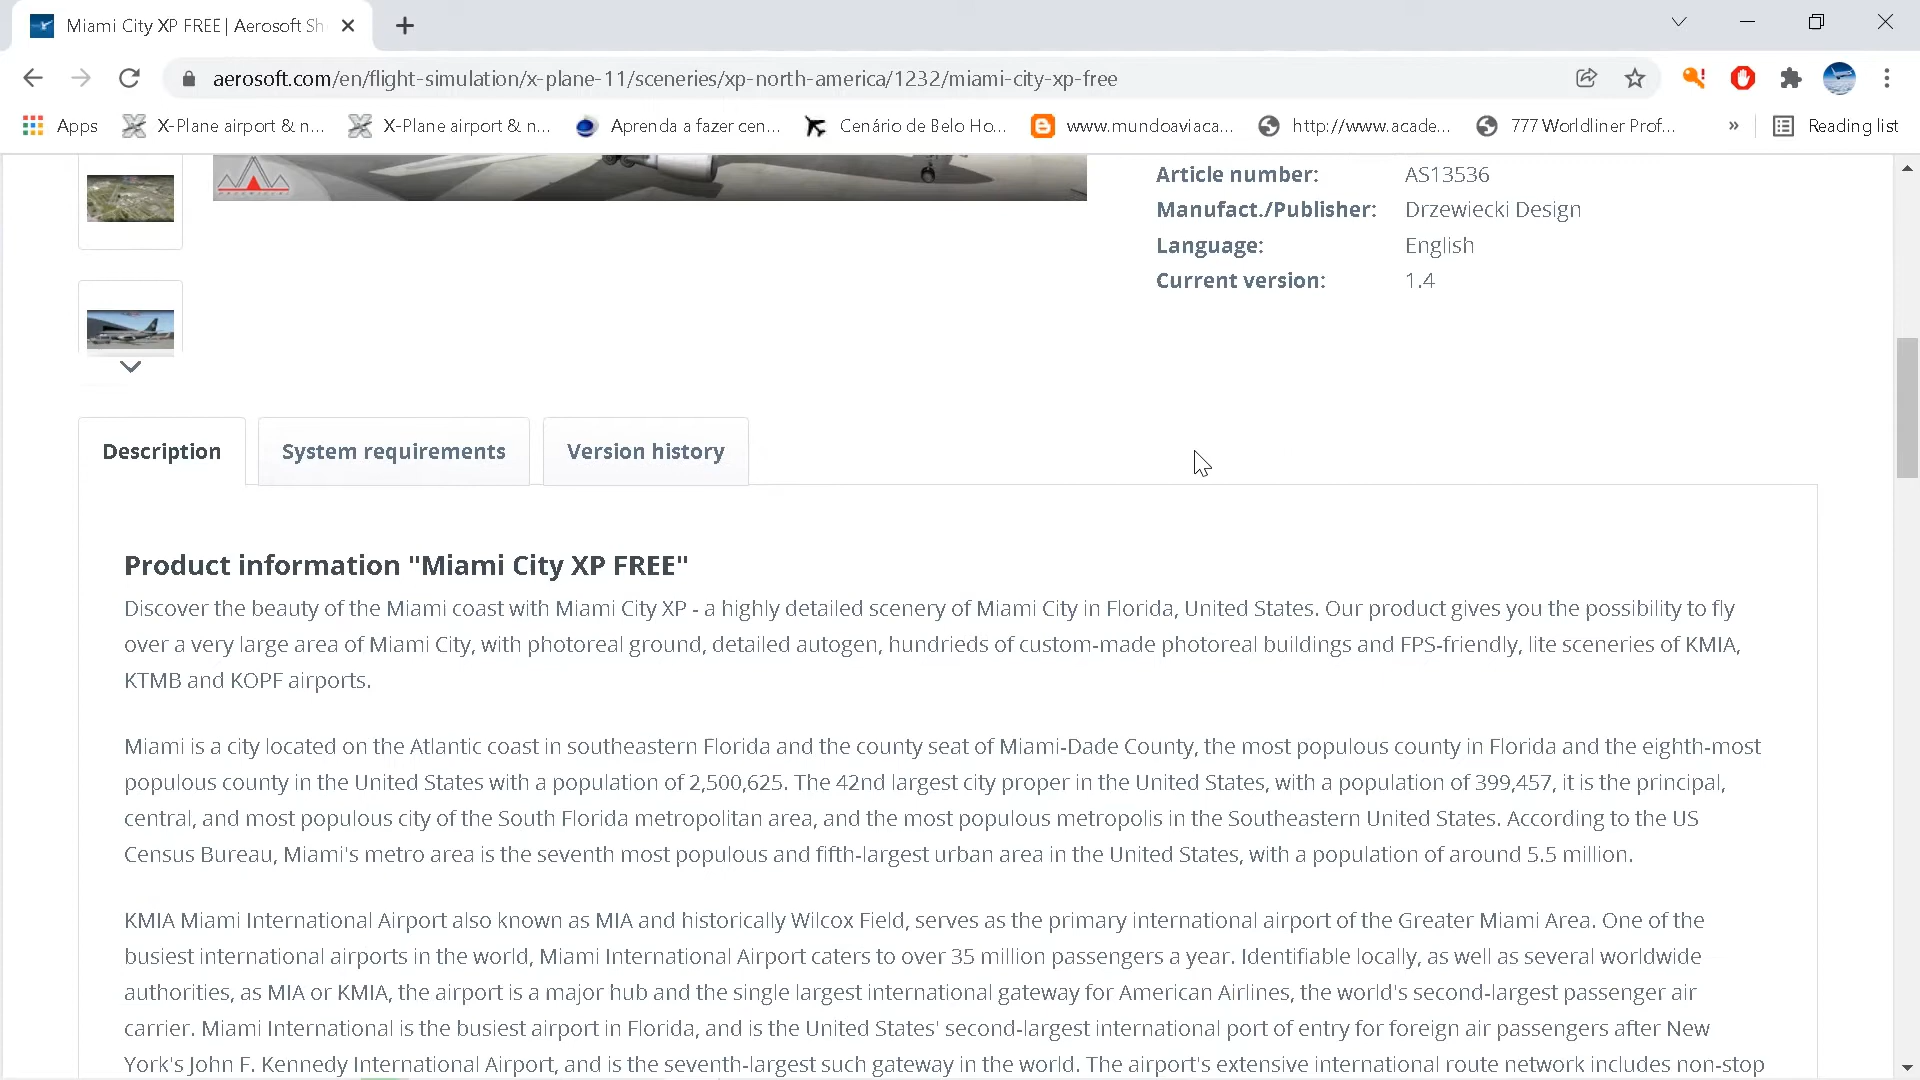 Miami City XP FREE | Aerosoft Sh
aerosoft.com/en/flight-simulation/x-plane-11/sceneries/xp-north-america/1232/miami-city-xp-free
Apps X-Plane airport & n... X-Plane airport & n... Aprenda a fazer cen... Cenário de Belo Ho... www.mundoaviaca... http://www.acade... 777 Worldliner Prof... » Reading list
Article number: AS13536
Manufact./Publisher: Drzewiecki Design
Language: English
Current version: 1.4
Description System requirements Version history
Product information "Miami City XP FREE"
Discover the beauty of the Miami coast with Miami City XP - a highly detailed scenery of Miami City in Florida, United States. Our product gives you the possibility to fly
over a very large area of Miami City, with photoreal ground, detailed autogen, hundrieds of custom-made photoreal buildings and FPS-friendly, lite sceneries of KMIA,
KTMB and KOPF airports.
Miami is a city located on the Atlantic coast in southeastern Florida and the county seat of Miami-Dade County, the most populous county in Florida and the eighth-most
populous county in the United States with a population of 2,500,625. The 42nd largest city proper in the United States, with a population of 399,457, it is the principal,
central, and most populous city of the South Florida metropolitan area, and the most populous metropolis in the Southeastern United States. According to the US
Census Bureau, Miami's metro area is the seventh most populous and fifth-largest urban area in the United States, with a population of around 5.5 million.
KMIA Miami International Airport also known as MIA and historically Wilcox Field, serves as the primary international airport of the Greater Miami Area. One of the
busiest international airports in the world, Miami International Airport caters to over 35 million passengers a year. Identifiable locally, as well as several worldwide
authorities, as MIA or KMIA, the airport is a major hub and the single largest international gateway for American Airlines, the world's second-largest passenger air
carrier. Miami International is the busiest airport in Florida, and is the United States' second-largest international port of entry for foreign air passengers after New
York's John F. Kennedy International Airport, and is the seventh-largest such gateway in the world. The airport's extensive international route network includes non-stop